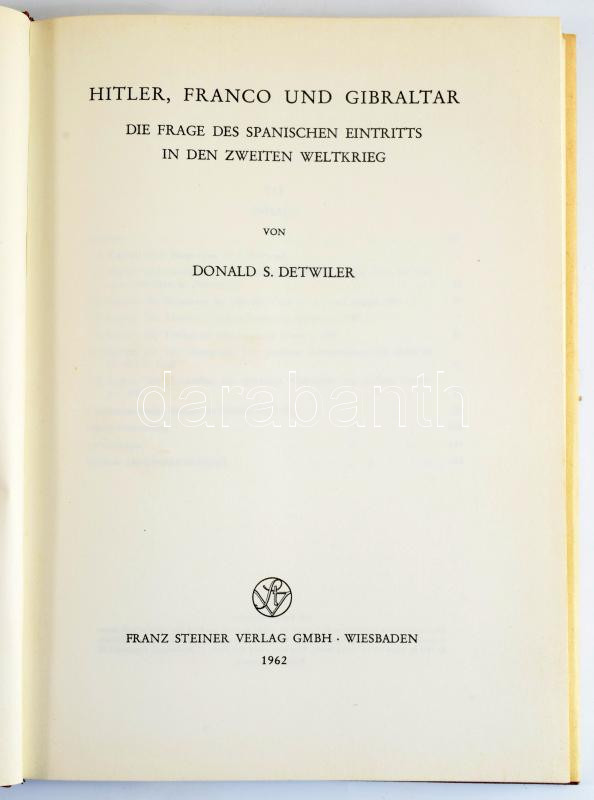 HITLER, FRANCO UND GIBRALTAR
DIE FRAGE DES SPANISCHEN EINTRITTS
IN DEN ZWEITEN WELTKRIEG
VON
DONALD S. DETWILER
darabanth
FRANZ STEINER VERLAG GMBH · WIESBADEN
1962